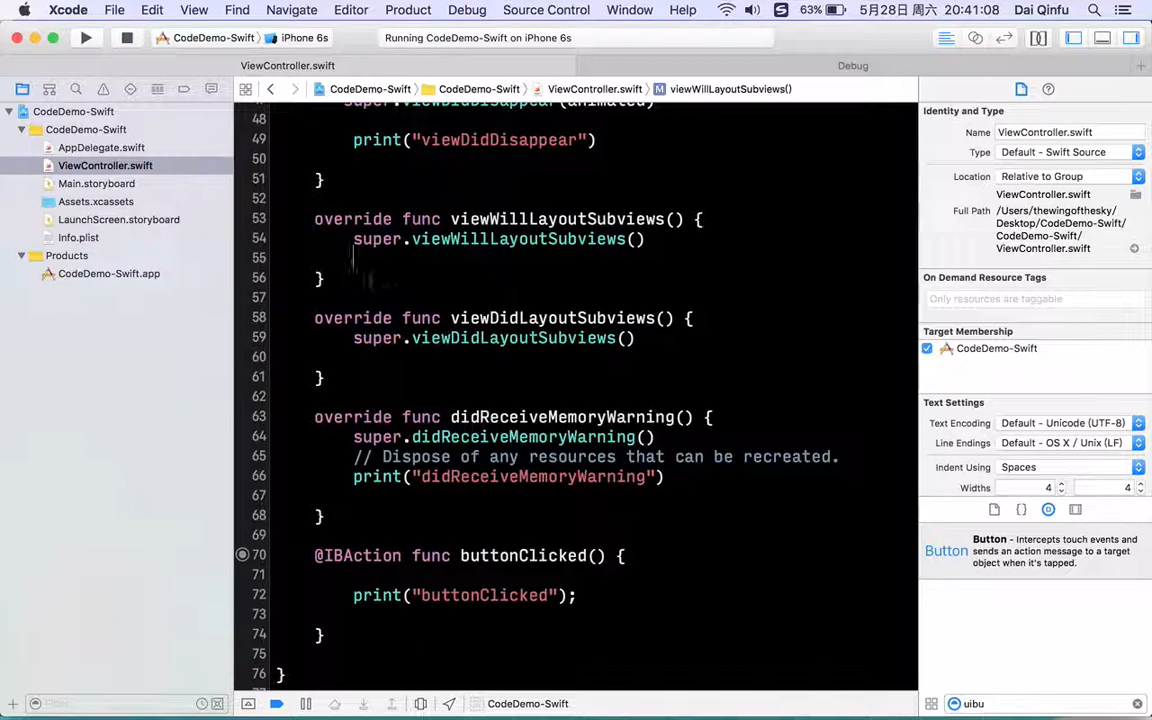 Xcode File Edit View Find Navigate Editor Product Debug Source Control Window Help 63% 5月28日 周六 20:41:08 Dai Qinfu
CodeDemo-Swift iPhone 6s Running CodeDemo-Swift on iPhone 6s
ViewController.swift Debug
CodeDemo-Swift CodeDemo-Swift ViewController.swift M viewWillLayoutSubviews()
CodeDemo-Swift
CodeDemo-Swift
AppDelegate.swift
ViewController.swift
Main.storyboard
Assets.xcassets
LaunchScreen.storyboard
Info.plist
Products
CodeDemo-Swift.app
Filter
super.viewDidDisappear(animated)
48
49 print("viewDidDisappear")
50
51 }
52
53 override func viewWillLayoutSubviews() {
54 super.viewWillLayoutSubviews()
55
56 }
57
58 override func viewDidLayoutSubviews() {
59 super.viewDidLayoutSubviews()
60
61 }
62
63 override func didReceiveMemoryWarning() {
64 super.didReceiveMemoryWarning()
65 // Dispose of any resources that can be recreated.
66 print("didReceiveMemoryWarning")
67
68 }
69
70 @IBAction func buttonClicked() {
71
72 print("buttonClicked");
73
74 }
75
76 }
CodeDemo-Swift
Identity and Type
Name ViewController.swift
Type Default - Swift Source
Location Relative to Group
ViewController.swift
Full Path /Users/thewingofthesky/
Desktop/CodeDemo-Swift/
CodeDemo-Swift/
ViewController.swift
On Demand Resource Tags
Only resources are taggable
Target Membership
CodeDemo-Swift
Text Settings
Text Encoding Default - Unicode (UTF-8)
Line Endings Default - OS X / Unix (LF)
Indent Using Spaces
Widths 4 4
Button Button - Intercepts touch events and
sends an action message to a target
object when it's tapped.
uibu